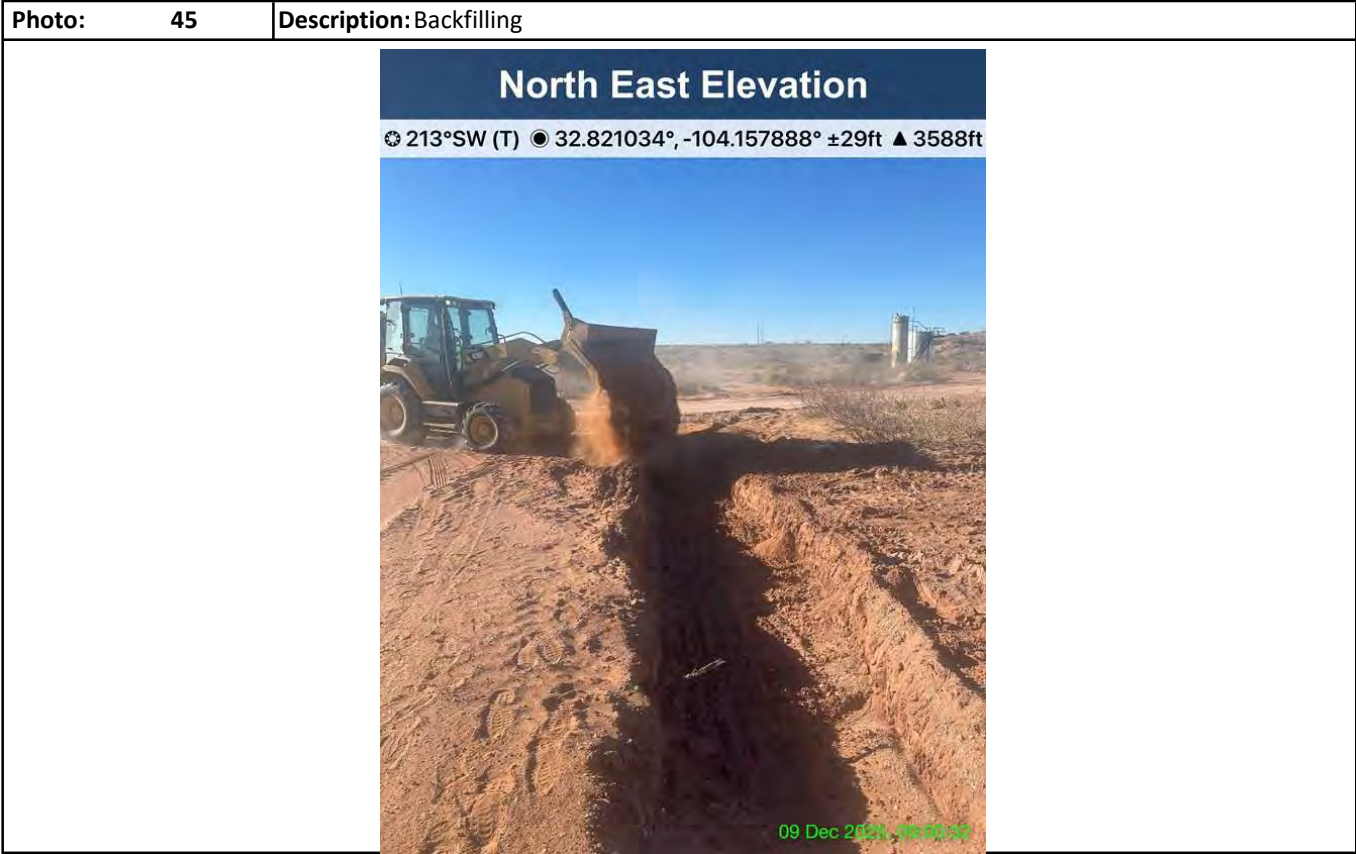 Photo: 45 Description: Backfilling
North East Elevation
213°SW (T) 32.821034°, -104.157888° ±29ft ▲ 3588ft
09 Dec